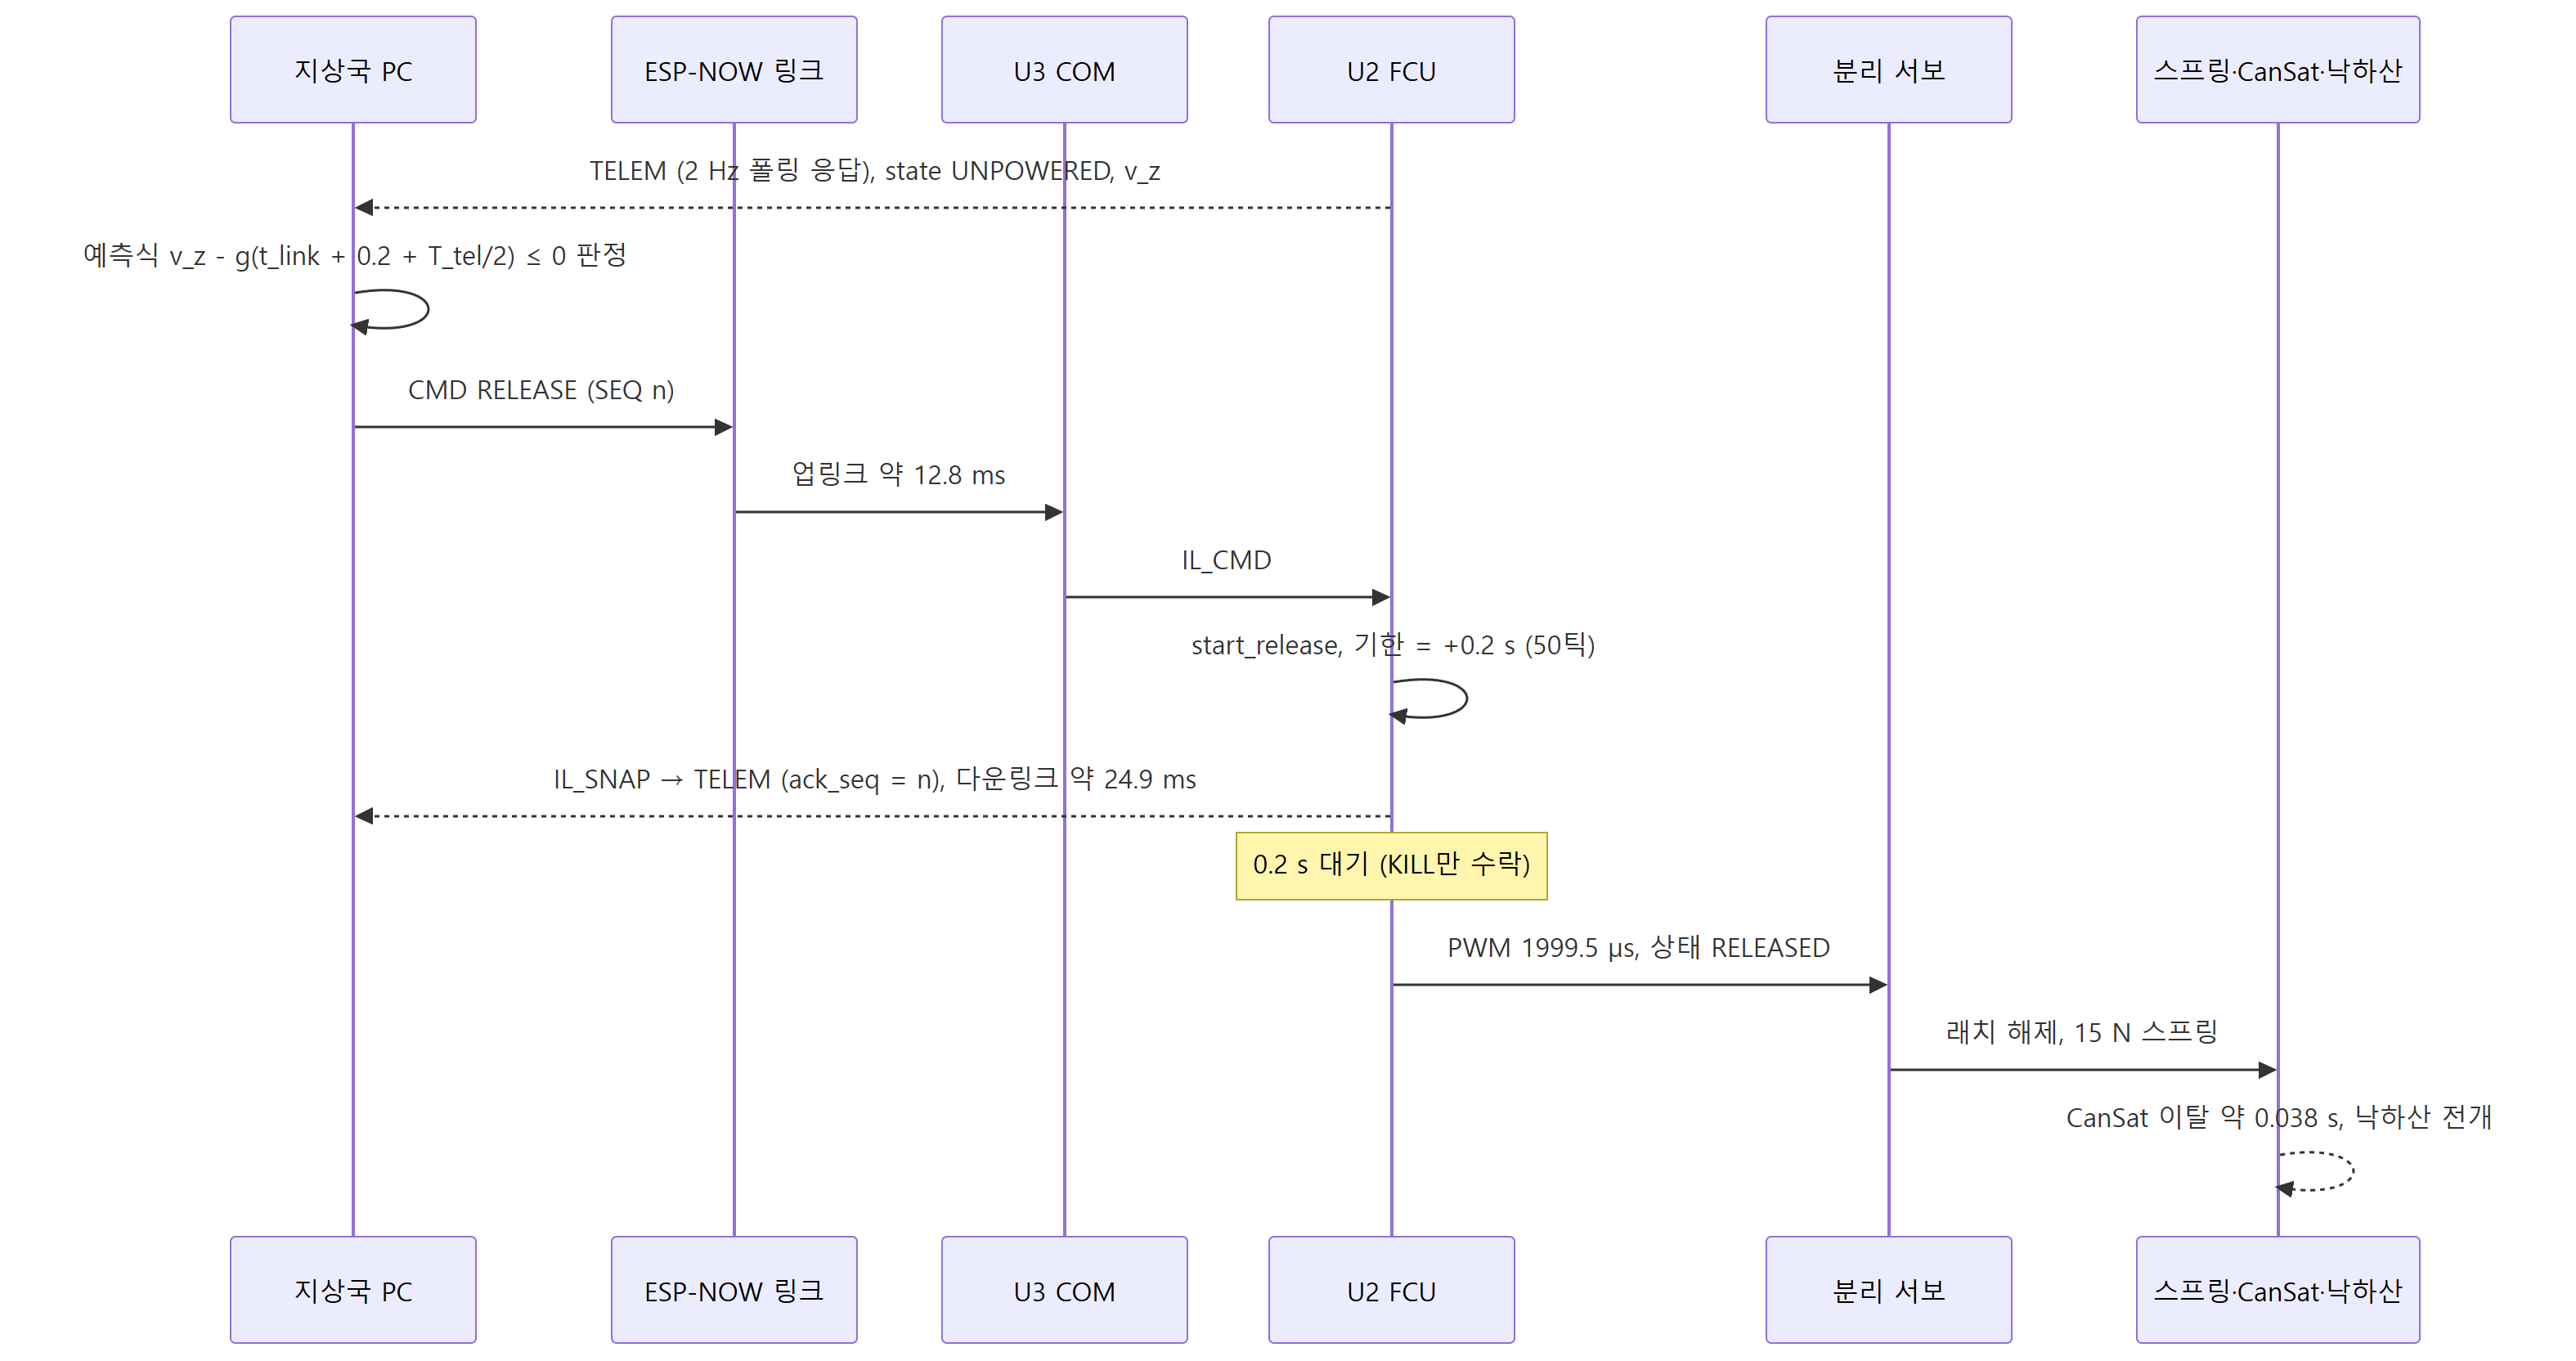 지상국 PC
ESP-NOW 링크
U3 COM
U2 FCU
분리 서보
스프링·CanSat·낙하산
TELEM (2 Hz 폴링 응답), state UNPOWERED, v_z
예측식 v_z - g(t_link + 0.2 + T_tel/2) ≤ 0 판정
CMD RELEASE (SEQ n)
업링크 약 12.8 ms
IL_CMD
start_release, 기한 = +0.2 s (50틱)
IL_SNAP → TELEM (ack_seq = n), 다운링크 약 24.9 ms
0.2 s 대기 (KILL만 수락)
PWM 1999.5 µs, 상태 RELEASED
래치 해제, 15 N 스프링
CanSat 이탈 약 0.038 s, 낙하산 전개
지상국 PC
ESP-NOW 링크
U3 COM
U2 FCU
분리 서보
스프링·CanSat·낙하산